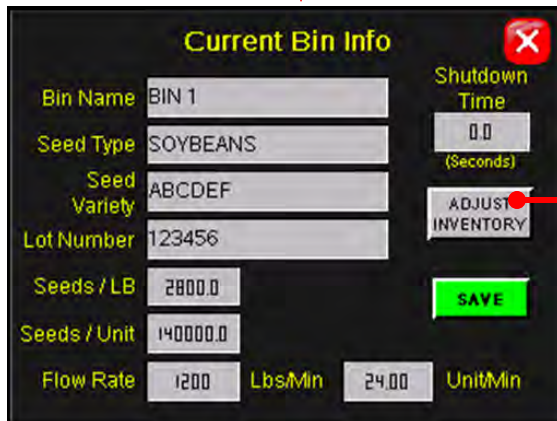 Current Bin Info
Shutdown
Time
Bin Name BIN 1
0.0
Seed Type SOYBEANS
(Seconds)
Seed
Variety ABCDEF
ADJUST
INVENTORY
Lot Number 123456
Seeds / LB 2800.0
SAVE
Seeds / Unit 140000.0
Flow Rate 1200 Lbs/Min 24.00 Unit/Min